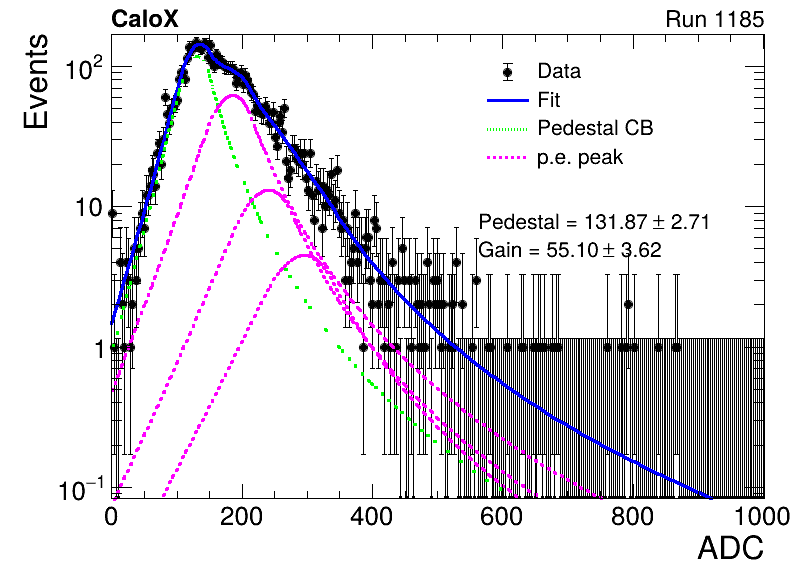 CaloX Run 1185
Events
10²
10
1
10⁻¹
Data
Fit
Pedestal CB
p.e. peak
Pedestal = 131.87 ± 2.71
Gain = 55.10 ± 3.62
0 200 400 600 800 1000
ADC